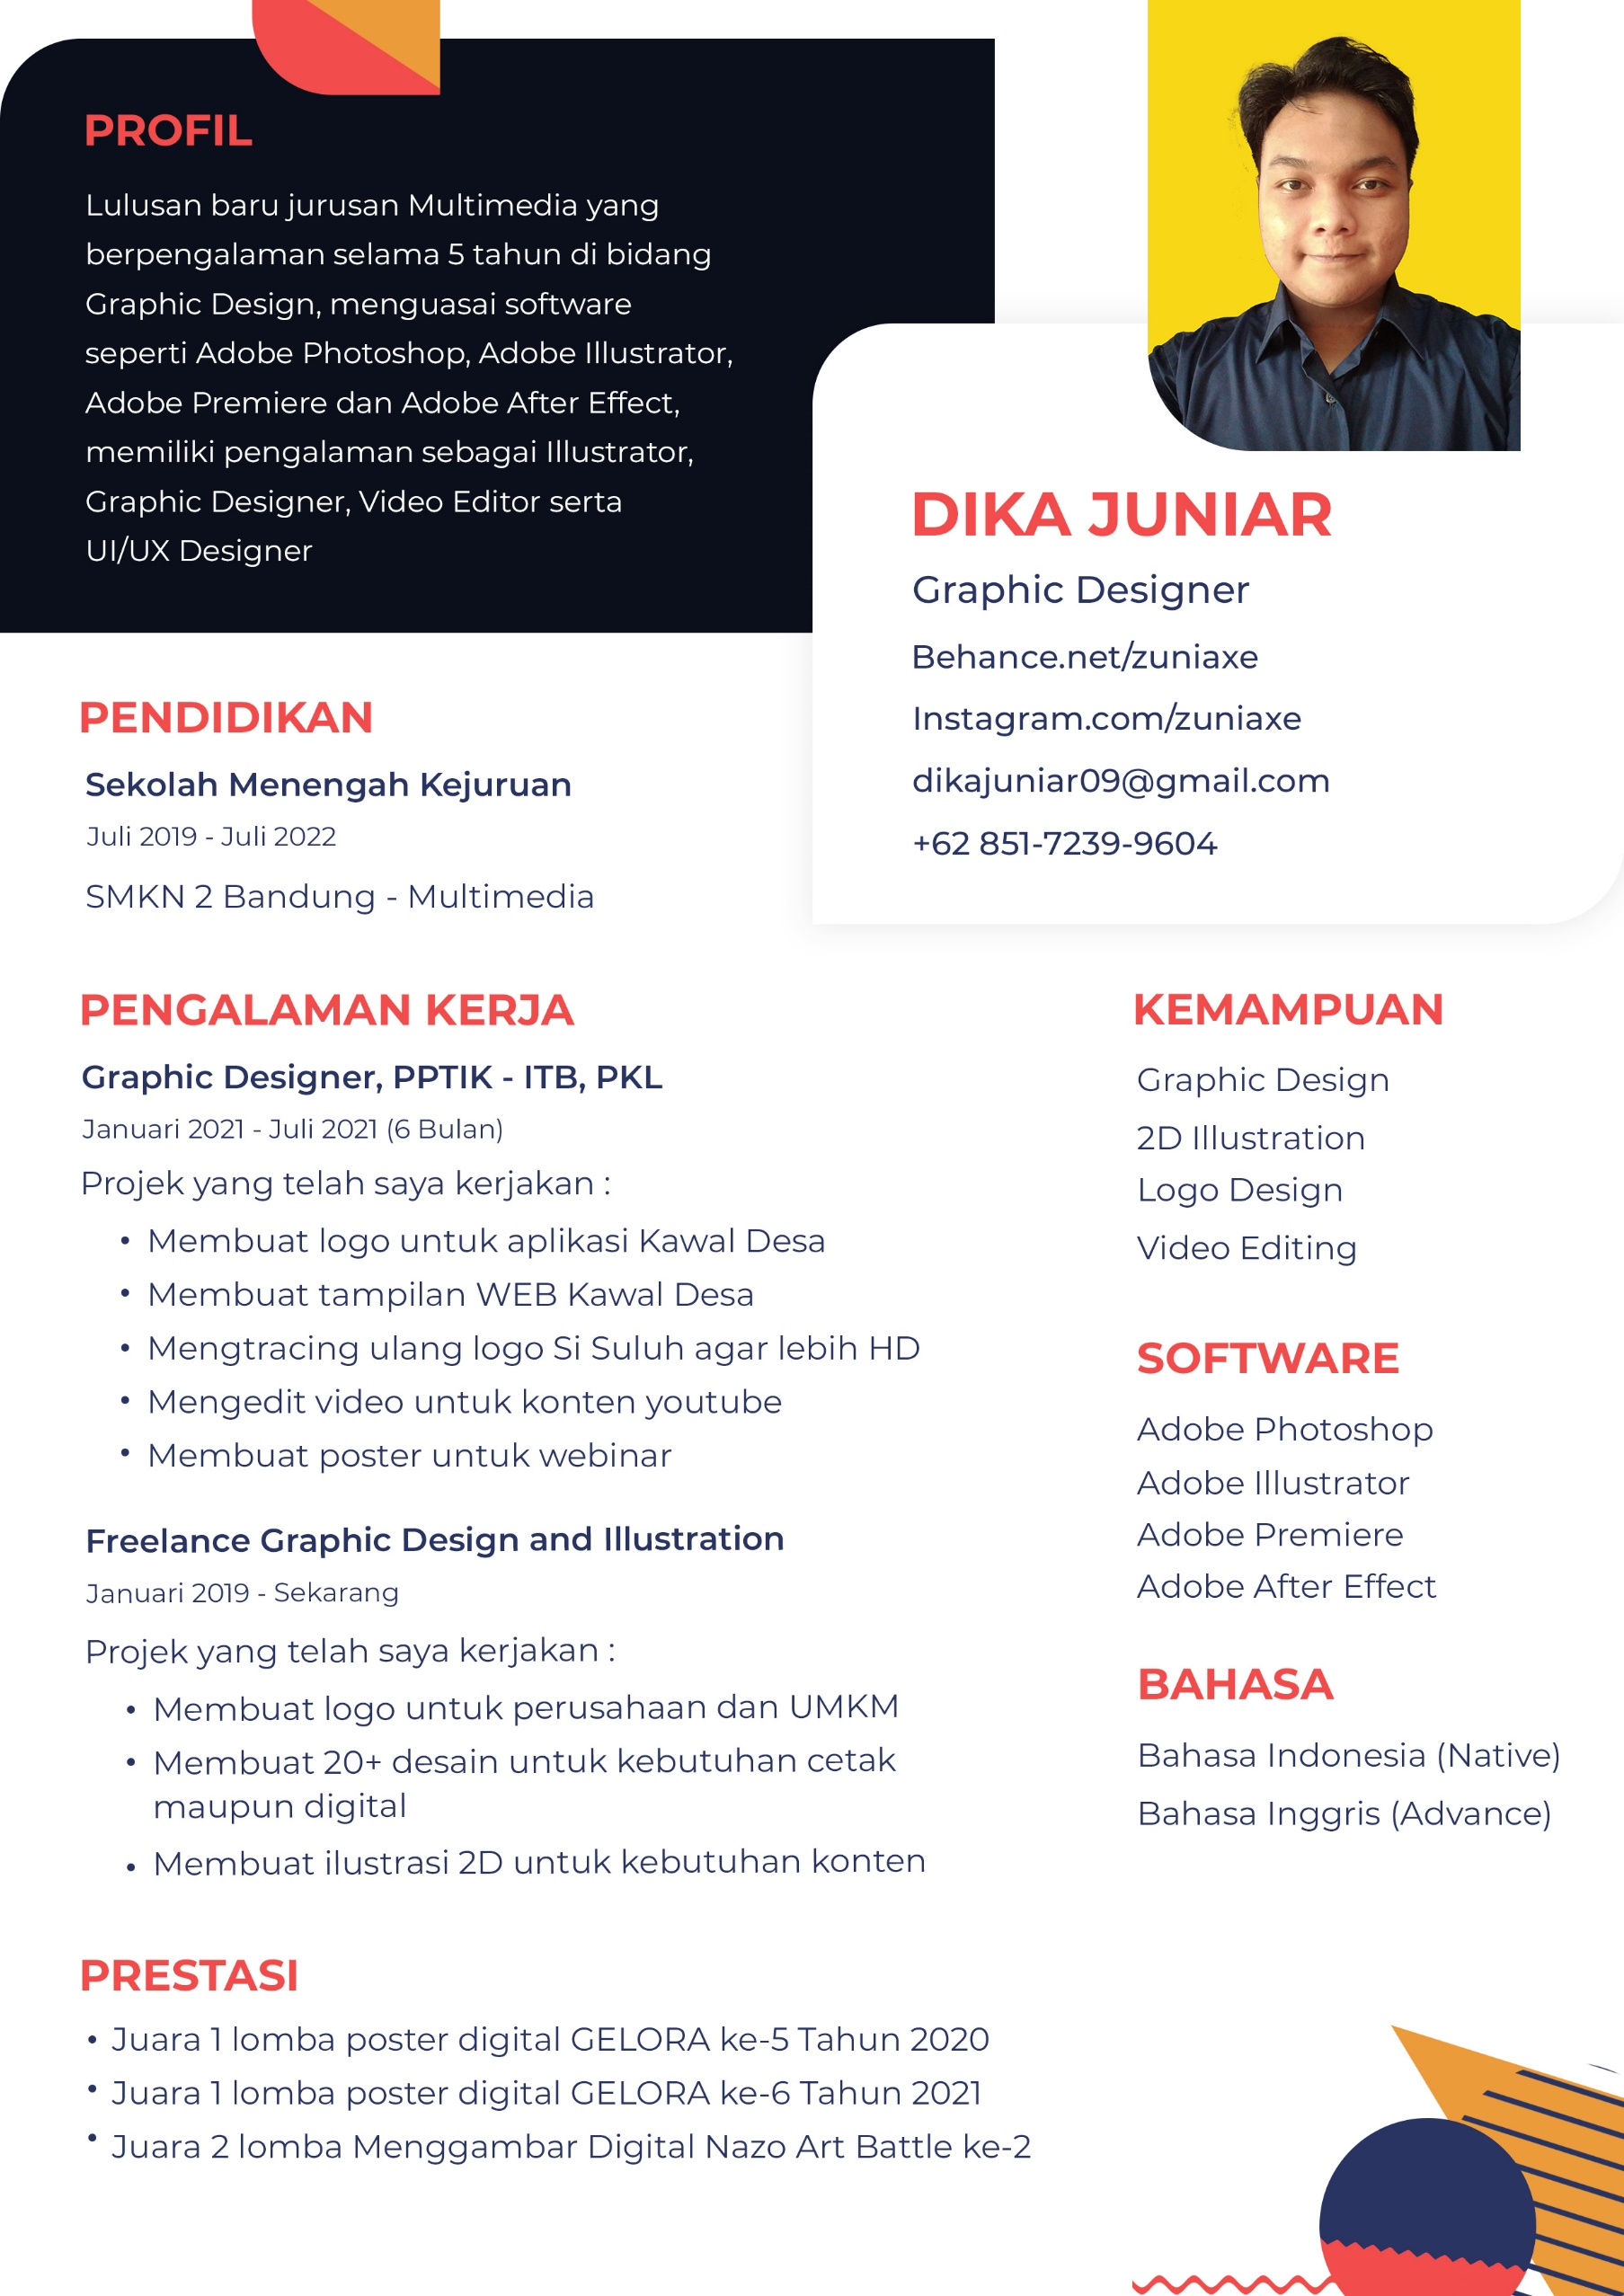 PROFIL
Lulusan baru jurusan Multimedia yang
berpengalaman selama 5 tahun di bidang
Graphic Design, menguasai software
seperti Adobe Photoshop, Adobe Illustrator,
Adobe Premiere dan Adobe After Effect,
memiliki pengalaman sebagai Illustrator,
Graphic Designer, Video Editor serta
UI/UX Designer
DIKA JUNIAR
Graphic Designer
Behance.net/zuniaxe
Instagram.com/zuniaxe
dikajuniar09@gmail.com
+62 851-7239-9604
PENDIDIKAN
Sekolah Menengah Kejuruan
Juli 2019 - Juli 2022
SMKN 2 Bandung - Multimedia
PENGALAMAN KERJA
Graphic Designer, PPTIK - ITB, PKL
Januari 2021 - Juli 2021 (6 Bulan)
Projek yang telah saya kerjakan :
• Membuat logo untuk aplikasi Kawal Desa
• Membuat tampilan WEB Kawal Desa
• Mengtracing ulang logo Si Suluh agar lebih HD
• Mengedit video untuk konten youtube
• Membuat poster untuk webinar
Freelance Graphic Design and Illustration
Januari 2019 - Sekarang
Projek yang telah saya kerjakan :
• Membuat logo untuk perusahaan dan UMKM
• Membuat 20+ desain untuk kebutuhan cetak
maupun digital
• Membuat ilustrasi 2D untuk kebutuhan konten
PRESTASI
• Juara 1 lomba poster digital GELORA ke-5 Tahun 2020
• Juara 1 lomba poster digital GELORA ke-6 Tahun 2021
• Juara 2 lomba Menggambar Digital Nazo Art Battle ke-2
KEMAMPUAN
Graphic Design
2D Illustration
Logo Design
Video Editing
SOFTWARE
Adobe Photoshop
Adobe Illustrator
Adobe Premiere
Adobe After Effect
BAHASA
Bahasa Indonesia (Native)
Bahasa Inggris (Advance)